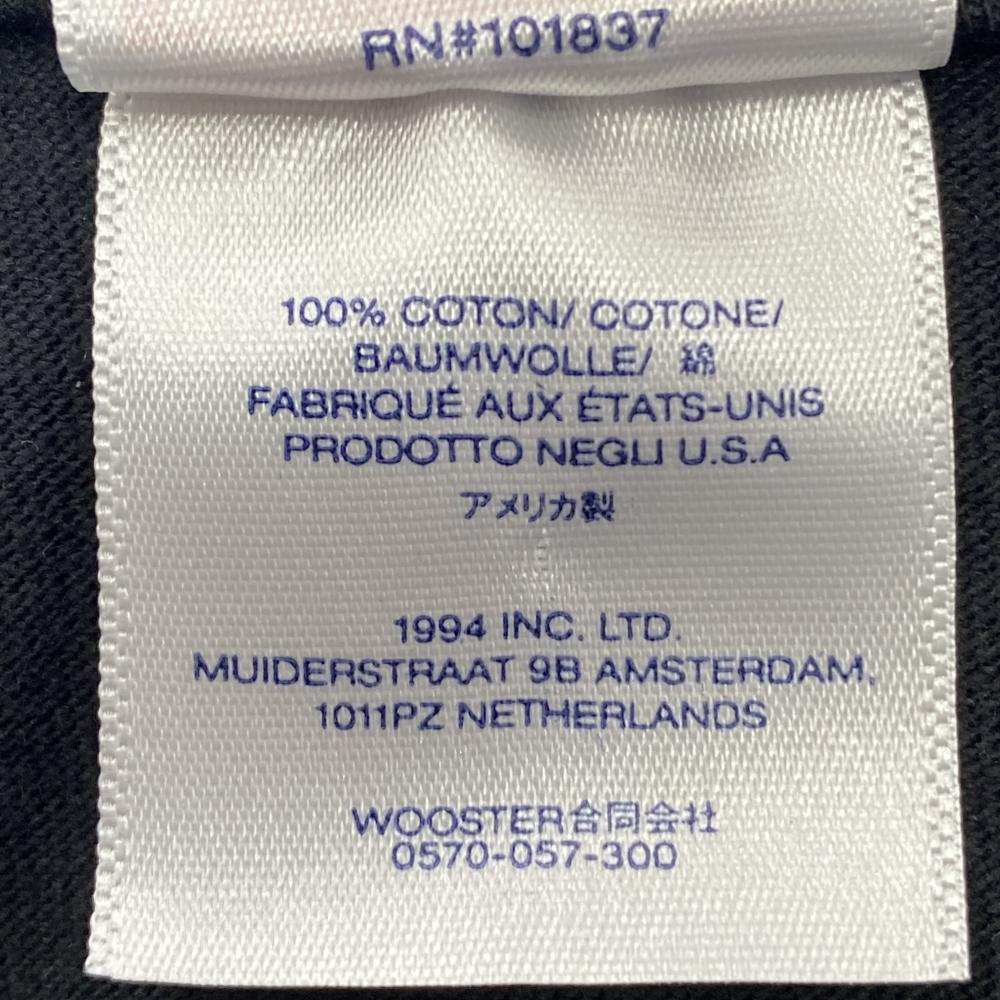 RN#101837
100% COTON/ COTONE/
BAUMWOLLE/ 綿
FABRIQUÉ AUX ÉTATS-UNIS
PRODOTTO NEGLI U.S.A
アメリカ製
1994 INC. LTD.
MUIDERSTRAAT 9B AMSTERDAM,
1011PZ NETHERLANDS
WOOSTER合同会社
0570-057-300